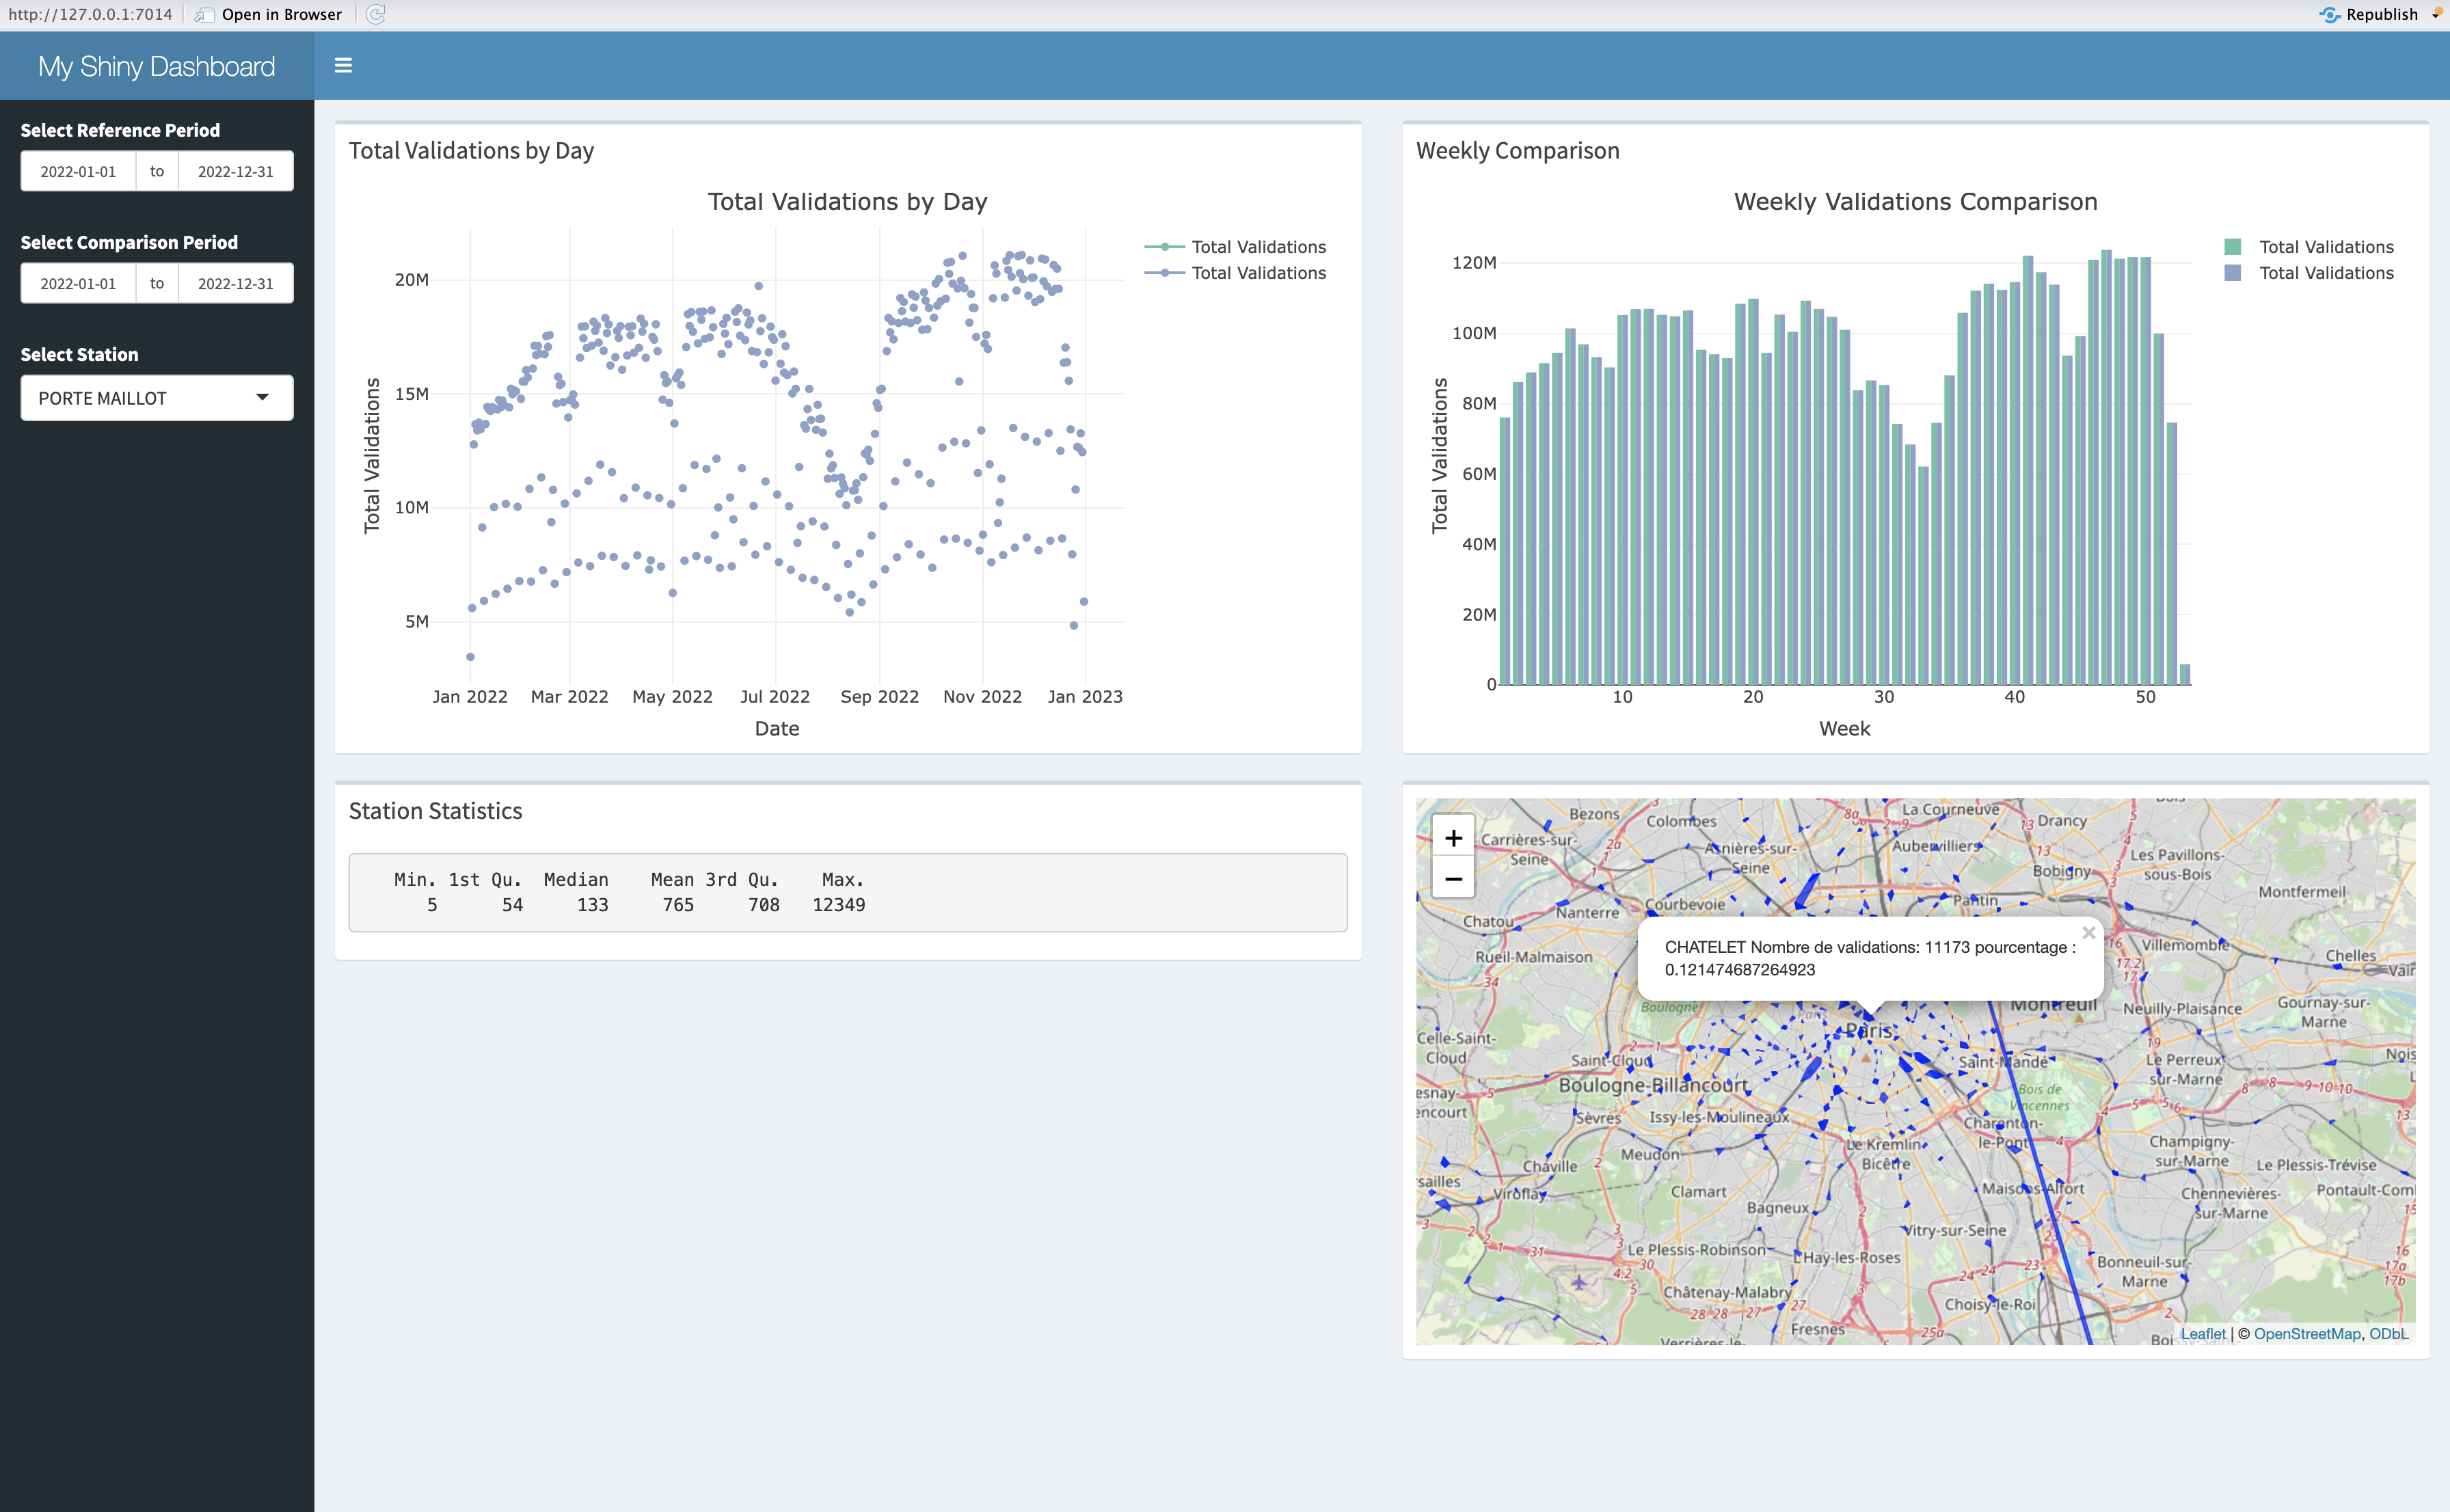 http://127.0.0.1:7014
Open in Browser
Republish
My Shiny Dashboard
Select Reference Period
2022-01-01 to 2022-12-31
Select Comparison Period
2022-01-01 to 2022-12-31
Select Station
PORTE MAILLOT
Total Validations by Day
Total Validations by Day
Total Validations
Total Validations
Total Validations
20M
15M
10M
5M
Jan 2022 Mar 2022 May 2022 Jul 2022 Sep 2022 Nov 2022 Jan 2023
Date
Weekly Comparison
Weekly Validations Comparison
Total Validations
Total Validations
Total Validations
120M
100M
80M
60M
40M
20M
0
10 20 30 40 50
Week
Station Statistics
Min. 1st Qu. Median Mean 3rd Qu. Max.
5 54 133 765 708 12349
+
−
CHATELET Nombre de validations: 11173 pourcentage :
0.121474687264923
×
Bezons
Colombes
La Courneuve
Drancy
Carrières-sur-
Seine
Asnières-sur-
Seine
Aubervilliers
Les Pavillons-
sous-Bois
Bobigny
Montfermeil
Courbevoie
Pantin
Nanterre
Chatou
Villemomble
Rueil-Malmaison
Chelles
Boulogne
Paris
Montreuil
Neuilly-Plaisance
Gournay-sur-
Marne
Paris
Celle-Saint-
Cloud
Saint-Cloud
Saint-Mandé
Le Perreux-
sur-Marne
Boulogne-Billancourt
Bois de
Vincennes
Sèvres
Issy-les-Moulineaux
Charenton-
le-Pont
Le Kremlin-
Bicêtre
Champigny-
sur-Marne
Meudon
Chaville
Le Plessis-Trévise
Viroflay
Clamart
Maisons-Alfort
Chennevières-
sur-Marne
Bagneux
Vitry-sur-Seine
Le Plessis-Robinson
L'Haÿ-les-Roses
Bonneuil-sur-
Marne
Châtenay-Malabry
Choisy-le-Roi
Fresnes
Leaflet | © OpenStreetMap, ODbL